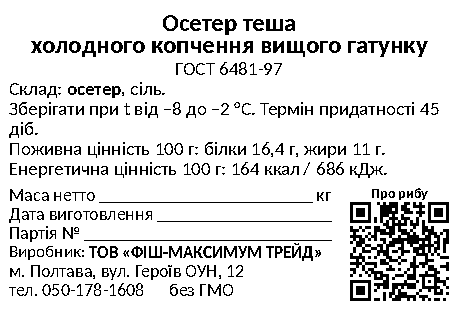 Осетер теша
холодного копчення вищого гатунку
ГОСТ 6481-97
Склад: осетер, сіль.
Зберігати при t від –8 до –2 °С. Термін придатності 45
діб.
Поживна цінність 100 г: білки 16,4 г, жири 11 г.
Енергетична цінність 100 г: 164 ккал / 686 кДж.
Маса нетто ______________________ кг
Дата виготовлення __________________
Партія № __________________________
Виробник: ТОВ «ФІШ-МАКСИМУМ ТРЕЙД»
м. Полтава, вул. Героїв ОУН, 12
тел. 050-178-1608 без ГМО
Про рибу